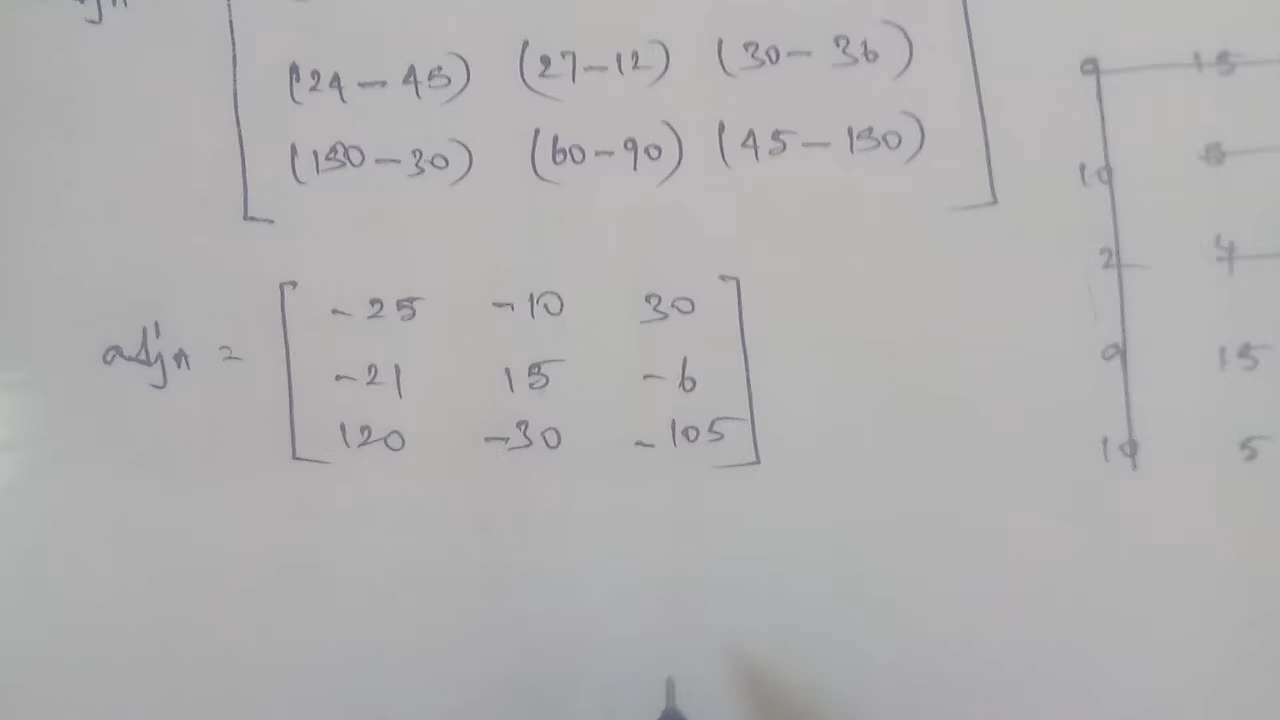 (24-45) (27-12) (30-36)
(150-30) (60-90) (45-150)
adjn =
-25 -10 30
-21 15 -6
120 -30 -105
9 15
10 5
2 4
9 15
10 5